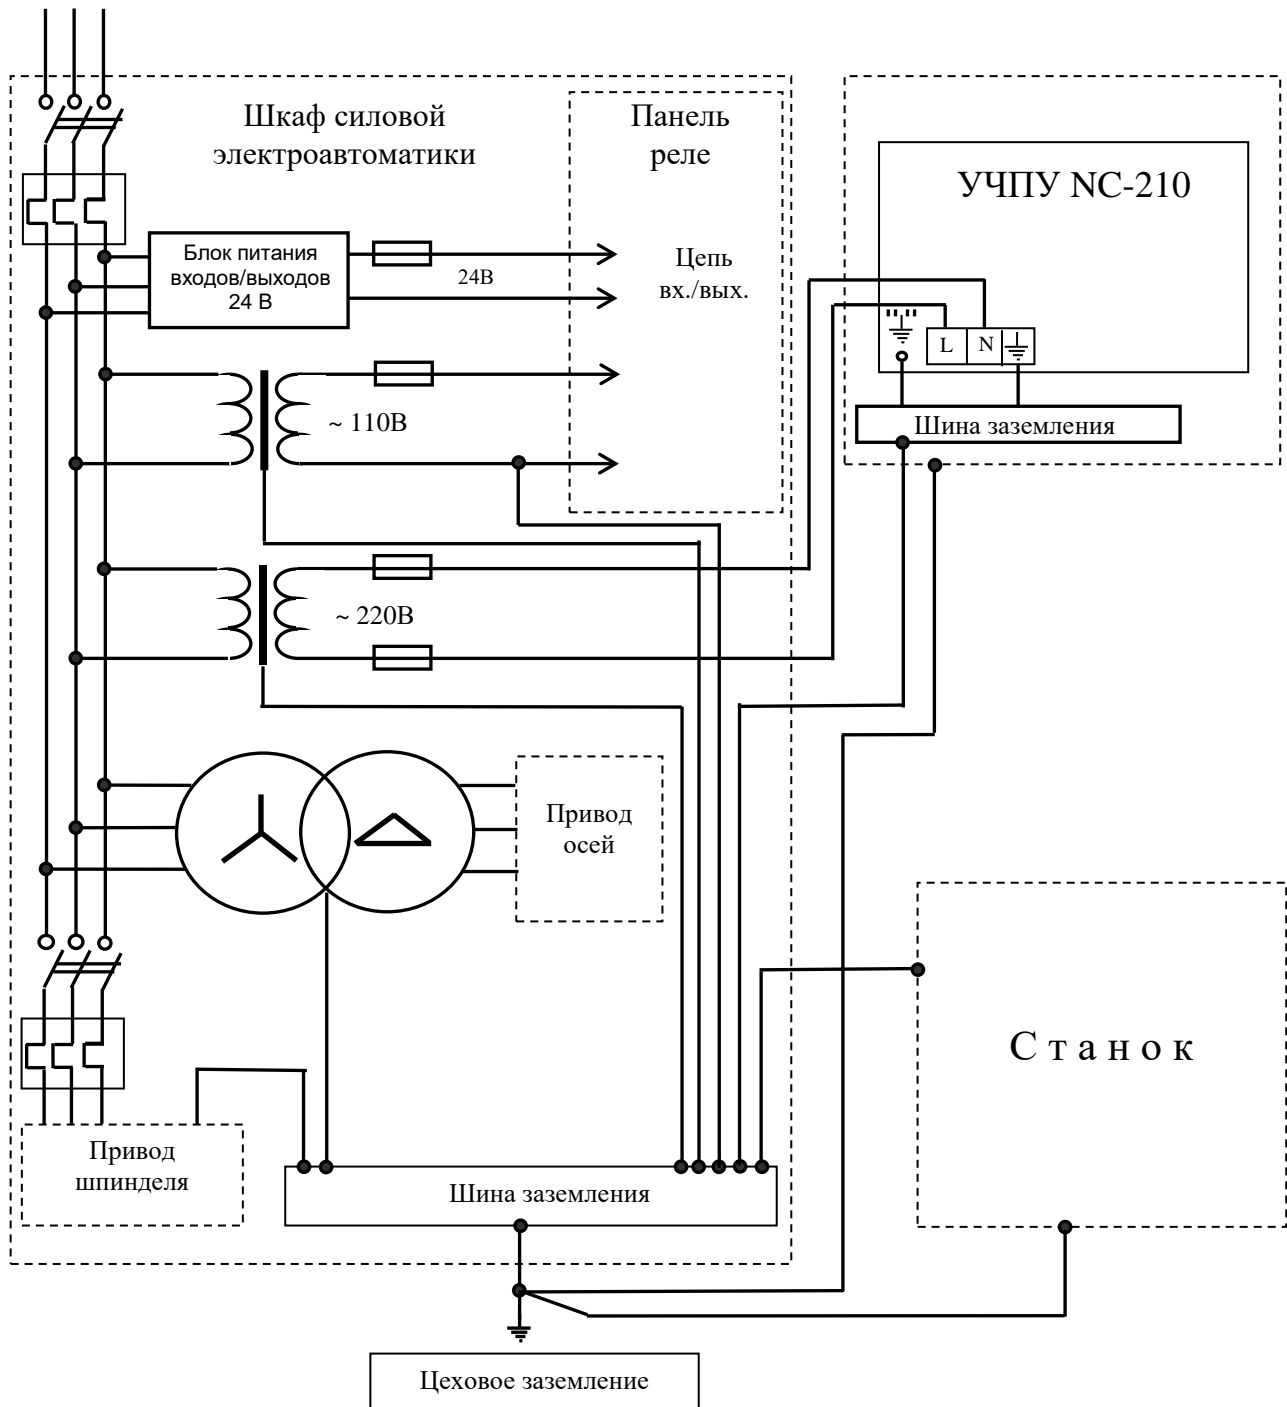 Шкаф силовой
электроавтоматики
Панель
реле
УЧПУ NC-210
Блок питания
входов/выходов
24 В
24В
Цепь
вх./вых.
L N
~ 110В
Шина заземления
~ 220В
Привод
осей
Станок
Привод
шпинделя
Шина заземления
Цеховое заземление